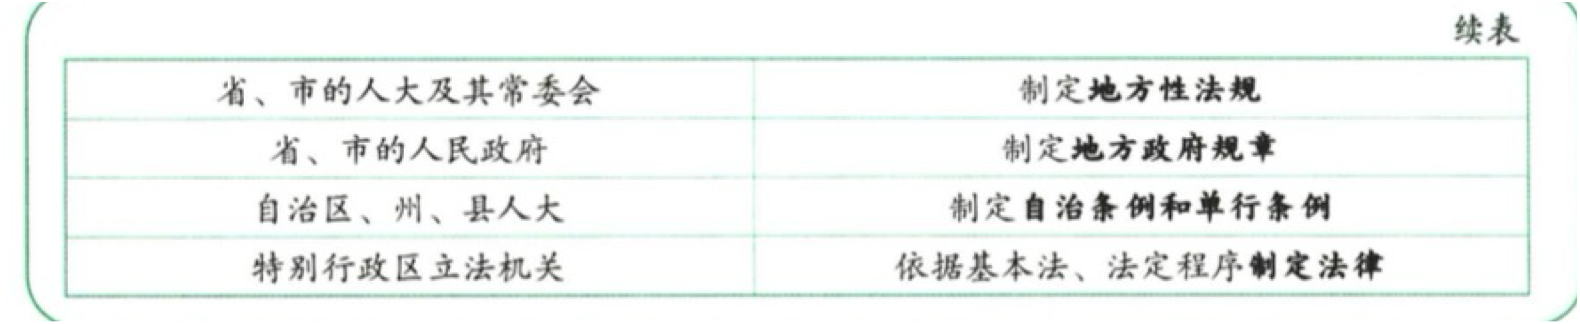 续表
省、市的人大及其常委会 制定地方性法规
省、市的人民政府 制定地方政府规章
自治区、州、县人大 制定自治条例和单行条例
特别行政区立法机关 依据基本法、法定程序制定法律